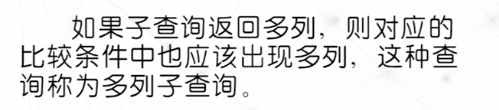 如果子查询返回多列，则对应的
比较条件中也应该出现多列，这种查
询称为多列子查询。